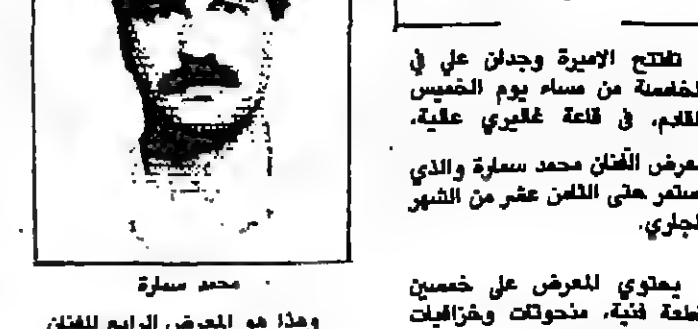 تفتتح الاميرة وجدان علي في
الخامسة من مساء يوم الخميس
القادم، في قاعة غاليري عالية،
معرض الفنان محمد سمارة والذي
يستمر حتى الثامن عشر من الشهر
الجاري.
يحتوي المعرض على خمسين
قطعة فنية، منحوتات وخزافيات
محمد سمارة
وهذا هو المعرض الرابع للفنان